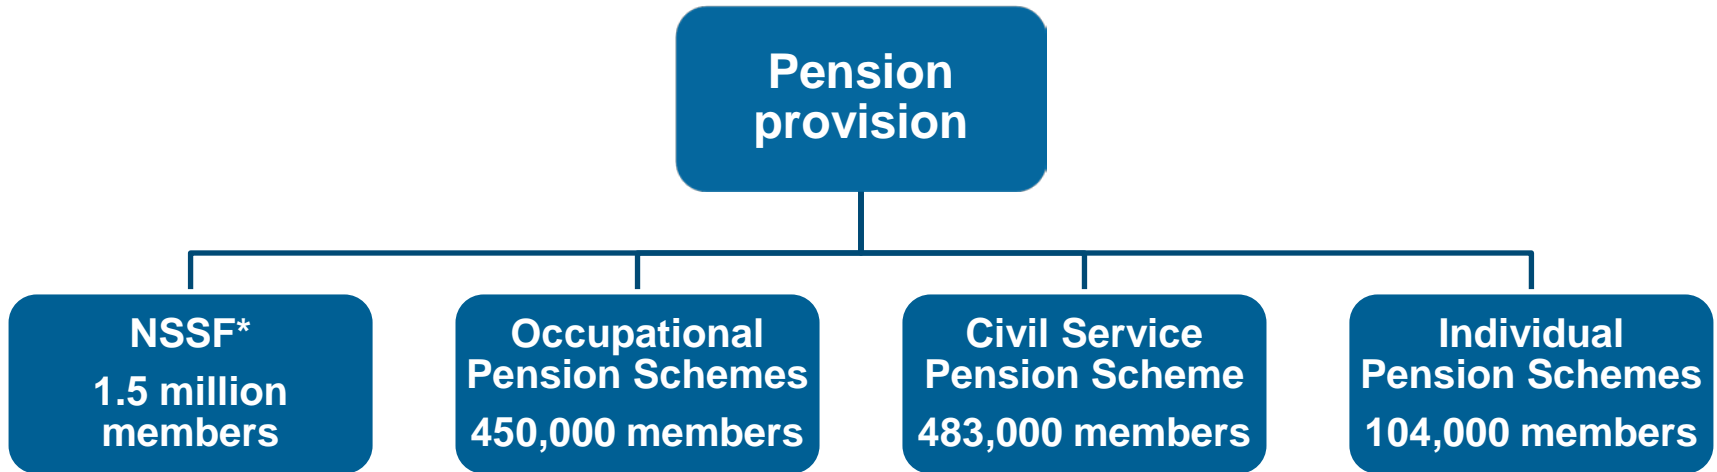 Pension
provision
NSSF*
1.5 million
members
Occupational
Pension Schemes
450,000 members
Civil Service
Pension Scheme
483,000 members
Individual
Pension Schemes
104,000 members